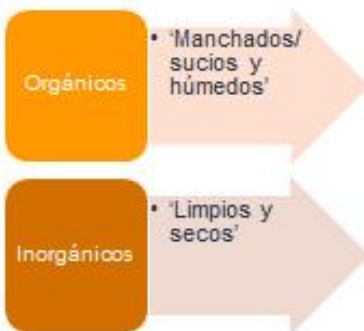 Orgánicos
• 'Manchados/
sucios y
húmedos'
Inorgánicos
• 'Limpios y
secos'